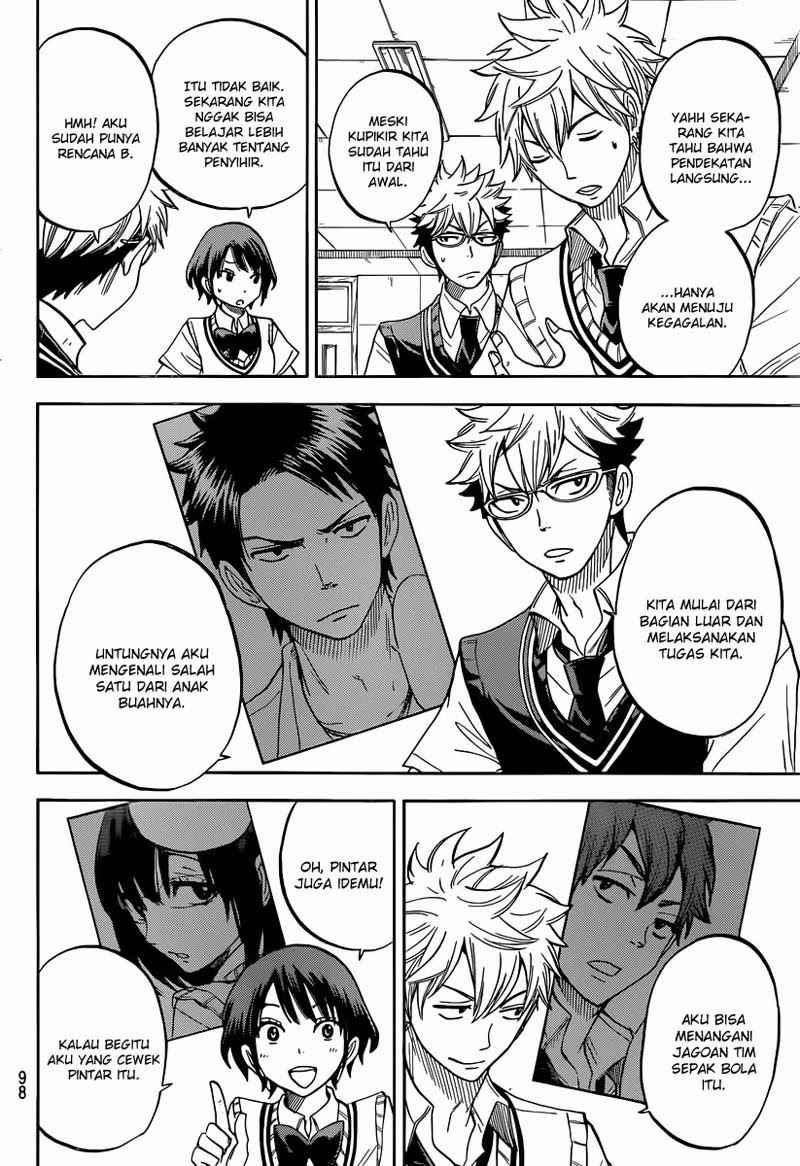 YAHH SEKA-
RANG KITA
TAHU BAHWA
PENDEKATAN
LANGSUNG...
...HANYA
AKAN MENUJU
KEGAGALAN.
MESKI
KUPIKIR KITA
SUDAH TAHU
ITU DARI
AWAL.
ITU TIDAK BAIK.
SEKARANG KITA
NGGAK BISA
BELAJAR LEBIH
BANYAK TENTANG
PENYIHIR.
HMH! AKU
SUDAH PUNYA
RENCANA B.
KITA MULAI DARI
BAGIAN LUAR DAN
MELAKSANAKAN
TUGAS KITA.
UNTUNGNYA AKU
MENGENALI SALAH
SATU DARI ANAK
BUAHNYA.
AKU BISA
MENANGANI
JAGOAN TIM
SEPAK BOLA
ITU.
OH, PINTAR
JUGA IDEMU!
KALAU BEGITU
AKU YANG CEWEK
PINTAR ITU.
98